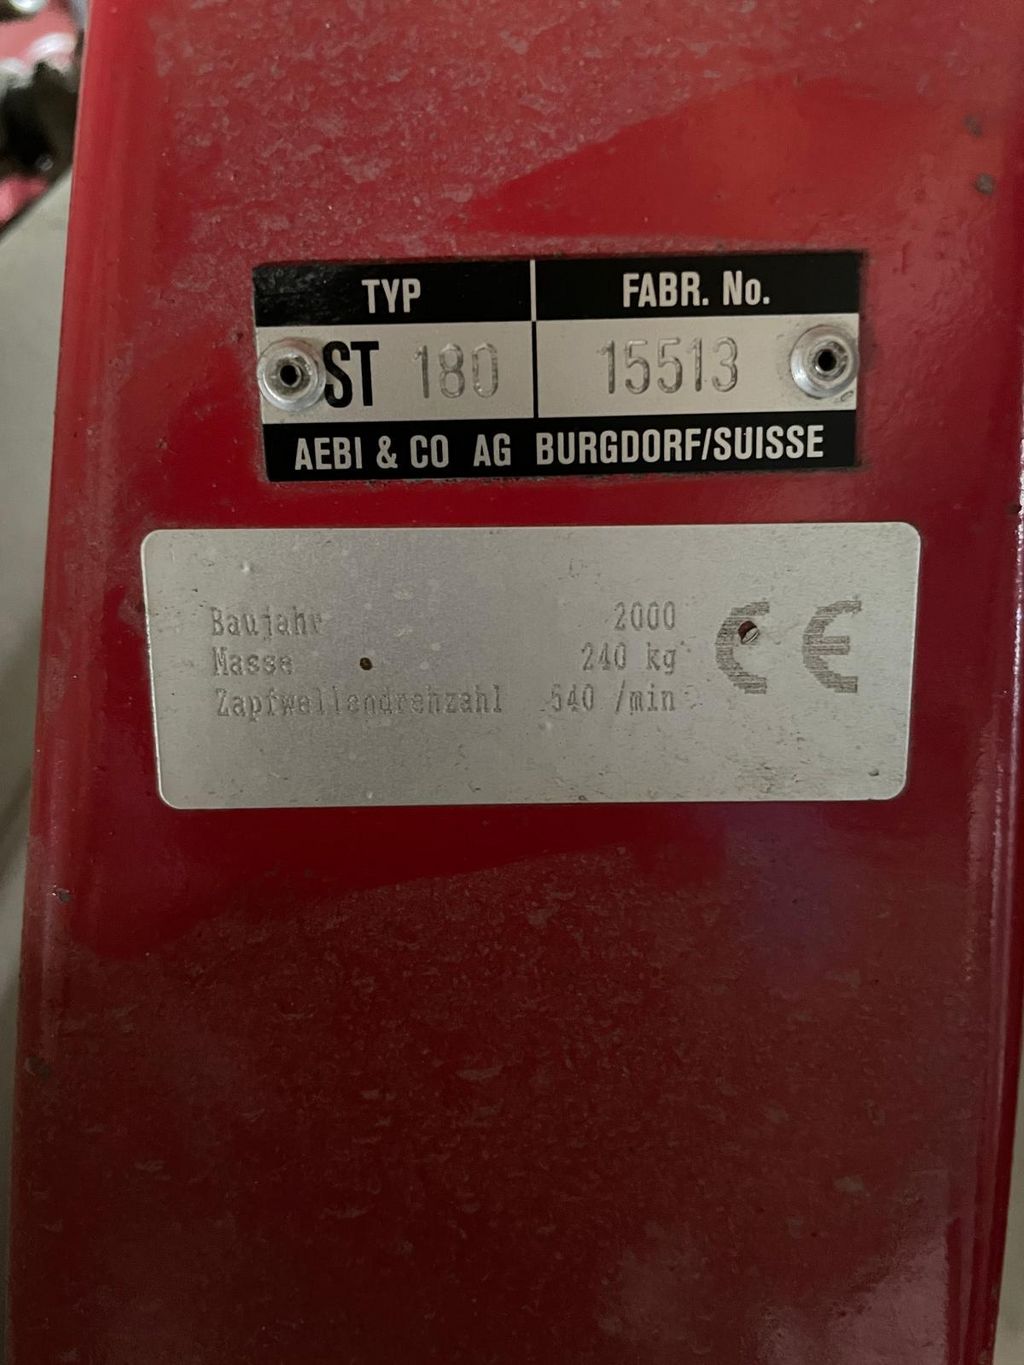 TYP FABR. No.
ST 180 15513
AEBI & CO AG BURGDORF/SUISSE
Baujahr 2000
Masse 240 kg
Zapfwellendrehzahl 540 /min
CE